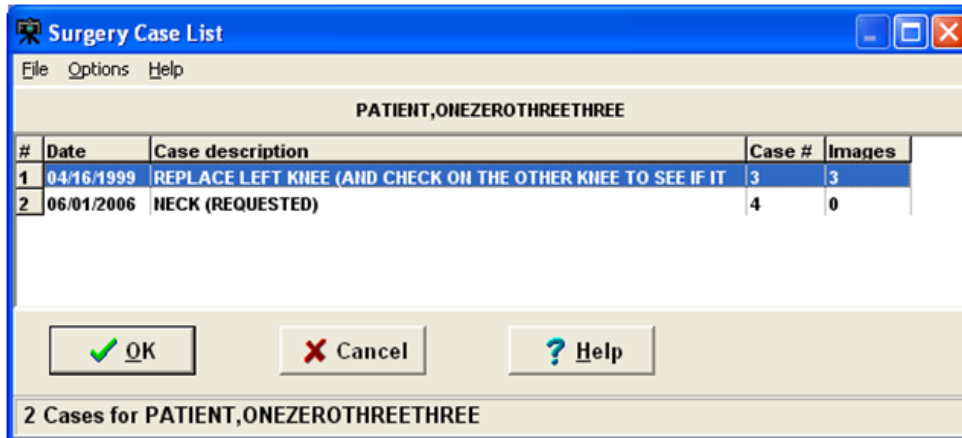 Surgery Case List
File Options Help
PATIENT,ONEZEROTHREETHREE
# Date Case description Case # Images
1 04/16/1999 REPLACE LEFT KNEE (AND CHECK ON THE OTHER KNEE TO SEE IF IT 3 3
2 06/01/2006 NECK (REQUESTED) 4 0
OK Cancel ? Help
2 Cases for PATIENT,ONEZEROTHREETHREE